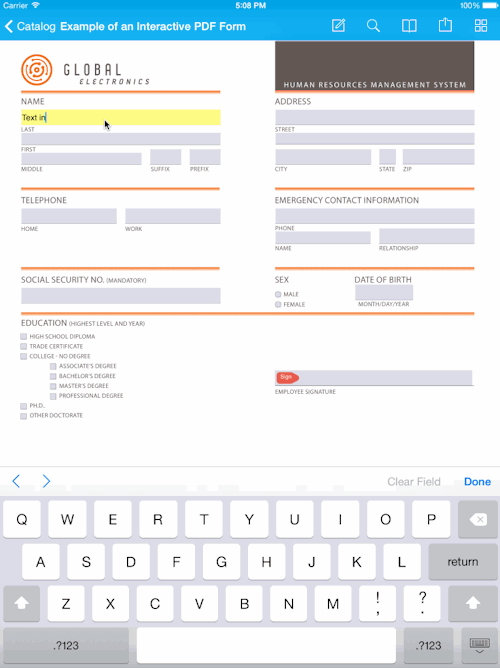 Carrier 5:08 PM 100%
Catalog Example of an Interactive PDF Form
GLOBAL
ELECTRONICS
HUMAN RESOURCES MANAGEMENT SYSTEM
NAME
Text in
LAST
FIRST
MIDDLE SUFFIX PREFIX
ADDRESS
STREET
CITY STATE ZIP
TELEPHONE
HOME WORK
EMERGENCY CONTACT INFORMATION
PHONE
NAME RELATIONSHIP
SOCIAL SECURITY NO. (MANDATORY)
SEX
MALE
FEMALE
DATE OF BIRTH
MONTH/DAY/YEAR
EDUCATION (HIGHEST LEVEL AND YEAR)
HIGH SCHOOL DIPLOMA
TRADE CERTIFICATE
COLLEGE - NO DEGREE
ASSOCIATE'S DEGREE
BACHELOR'S DEGREE
MASTER'S DEGREE
PROFESSIONAL DEGREE
PH.D..
OTHER DOCTORATE
Sign
EMPLOYEE SIGNATURE
Clear Field Done
Q W E R T Y U I O P
A S D F G H J K L return
Z X C V B N M ! , ? .
.?123 .?123